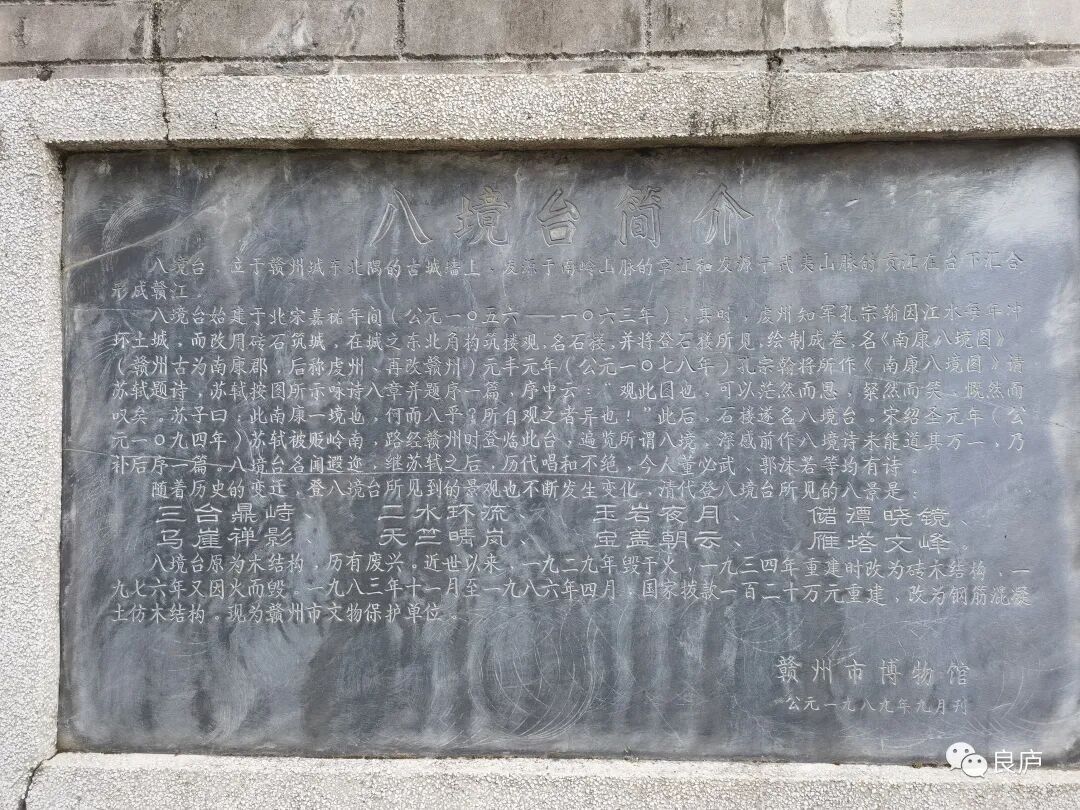 八境台简介
八境台、立于赣州城东北隅的古城墙上，发源于南岭山脉的章江和发源于武夷山脉的贡江在台下汇合
形成赣江。
八境台始建于北宋嘉祐年间（公元一〇五六——一〇六三年），其时，虔州知军孔宗翰因江水每年冲
坏土城，而改用砖石筑城，在城之东北角构筑楼观，名石楼，并将登石楼所见，绘制成卷，名《南康八境图》
（赣州古为南康郡，后称虔州、再改赣州）元丰元年（公元一〇七八年）孔宗翰将所作《南康八境图》请
苏轼题诗，苏轼按图所示咏诗八章并题序一篇，序中云：“观此图也，可以茫然而思，粲然而笑，慨然而
叹矣。苏子曰：此南康一境也，何而八乎？所自观之者异也！”此后，石楼遂名八境台。宋绍圣元年（公
元一〇九四年）苏轼被贬岭南，路经赣州时登临此台，遍览所谓八境、深感前作八境诗未能道其万一，乃
补后序一篇。八境台名闻遐迩，继苏轼之后，历代唱和不绝，今人董必武、郭沫若等均有诗。
随着历史的变迁，登八境台所见到的景观也不断发生变化，清代登八境台所见的八景是：
三台鼎峙、 二水环流、 玉岩夜月、 储潭晓镜、
马崖禅影、 天竺晴岚、 宝盖朝云、 雁塔文峰。
八境台原为木结构，历有废兴。近世以来，一九二九年毁于火，一九三四年重建时改为砖木结构、一
九七六年又因火而毁。一九八三年十一月至一九八六年四月、国家拨款一百二十万元重建，改为钢筋混凝
土仿木结构。现为赣州市文物保护单位。
赣州市博物馆
公元一九八九年九月刊
良庐